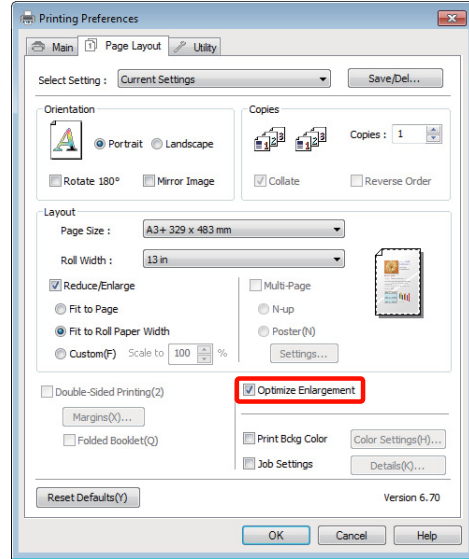 Printing Preferences
Main Page Layout Utility
Select Setting : Current Settings Save/Del...
Orientation
Portrait Landscape
Rotate 180° Mirror Image
Copies
Copies : 1
Collate Reverse Order
Layout
Page Size : A3+ 329 x 483 mm
Roll Width : 13 in
Reduce/Enlarge
Fit to Page
Fit to Roll Paper Width
Custom(F) Scale to 100 %
Multi-Page
N-up
Poster(N)
Settings...
Double-Sided Printing(2)
Margins(X)...
Folded Booklet(Q)
Optimize Enlargement
Print Bckg Color Color Settings(H)...
Job Settings Details(K)...
Reset Defaults(Y) Version 6.70
OK Cancel Help